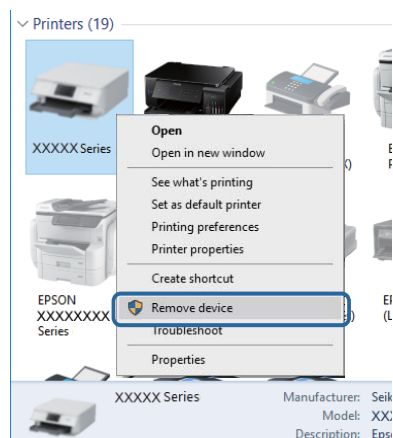 Printers (19)
XXXXX Series
Open
Open in new window
See what's printing
Set as default printer
Printing preferences
Printer properties
Create shortcut
Remove device
Troubleshoot
Properties
EPSON
XXXXXXXX
Series
XXXXX Series
Manufacturer:
Model:
Description: